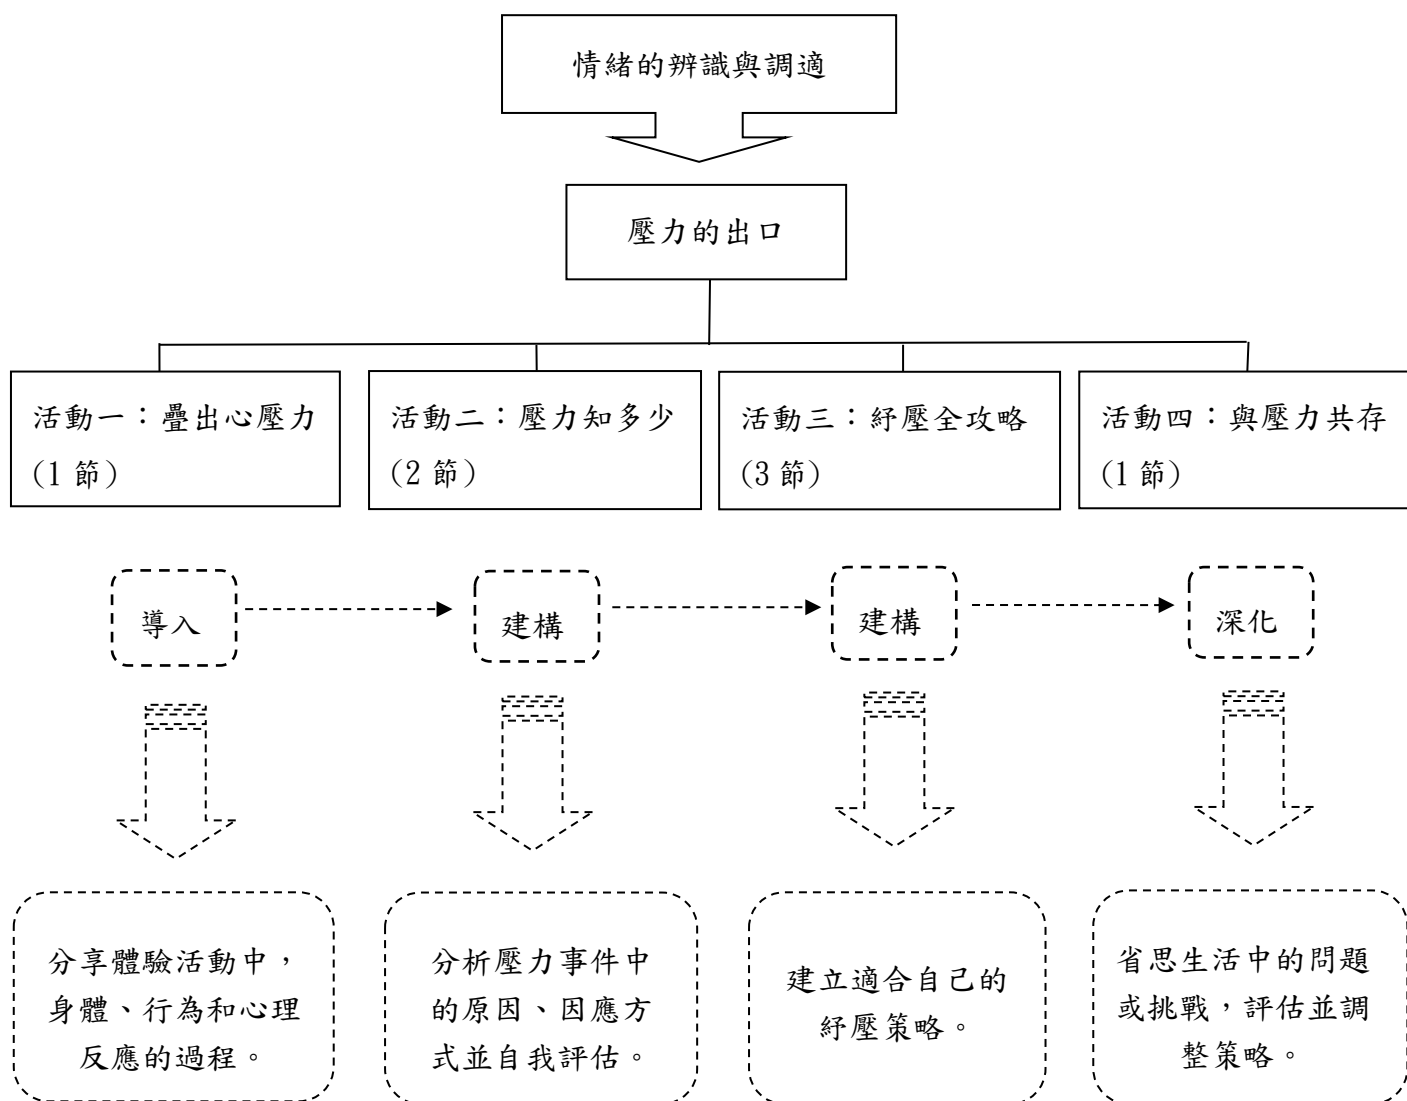 情緒的辨識與調適
壓力的出口
活動一：疊出心壓力
(1 節)
活動二：壓力知多少
(2 節)
活動三：紓壓全攻略
(3 節)
活動四：與壓力共存
(1 節)
導入
建構
建構
深化
分享體驗活動中，
身體、行為和心理
反應的過程。
分析壓力事件中
的原因、因應方
式並自我評估。
建立適合自己的
紓壓策略。
省思生活中的問題
或挑戰，評估並調
整策略。